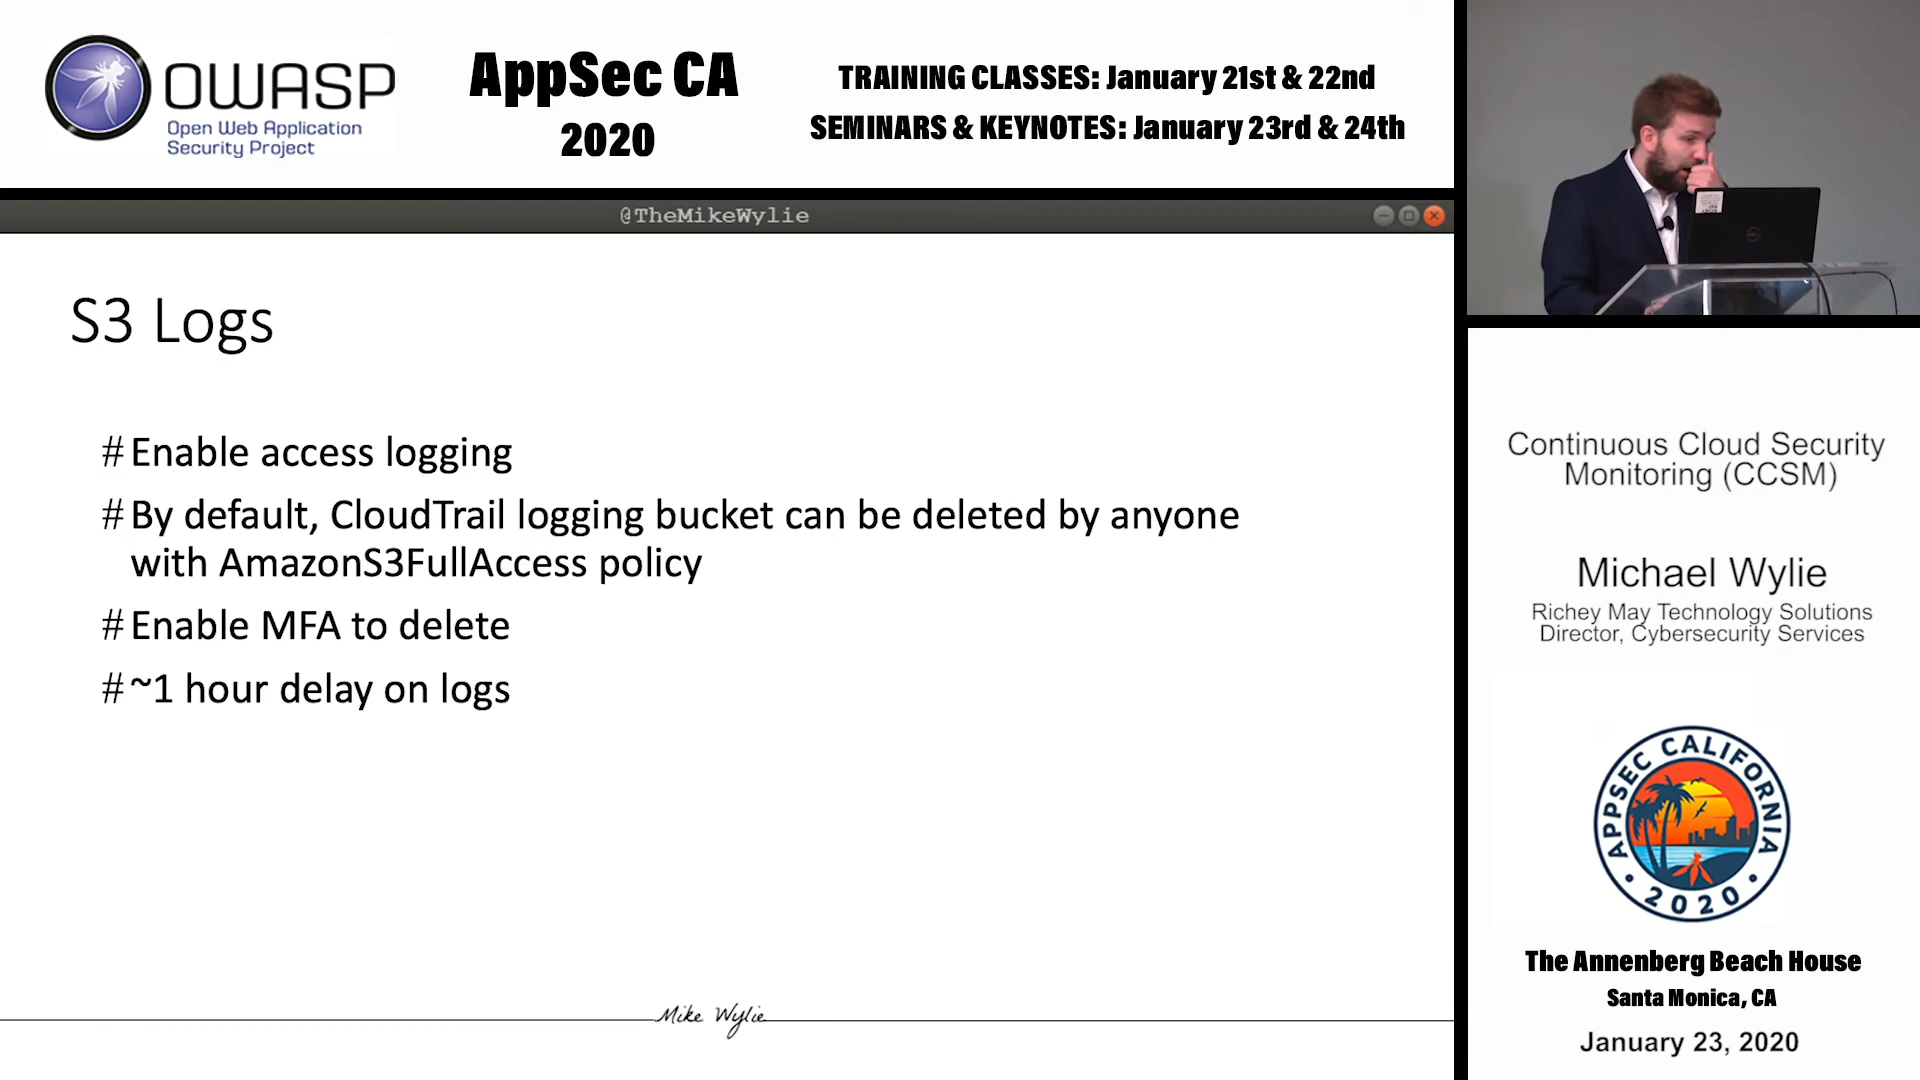 OWASP
Open Web Application
Security Project
AppSec CA
2020
TRAINING CLASSES: January 21st & 22nd
SEMINARS & KEYNOTES: January 23rd & 24th
@TheMikeWylie
S3 Logs
# Enable access logging
# By default, CloudTrail logging bucket can be deleted by anyone
with AmazonS3FullAccess policy
# Enable MFA to delete
# ~1 hour delay on logs
Mike Wylie
Continuous Cloud Security
Monitoring (CCSM)
Michael Wylie
Richey May Technology Solutions
Director, Cybersecurity Services
APPSEC CALIFORNIA
• 2020 •
The Annenberg Beach House
Santa Monica, CA
January 23, 2020